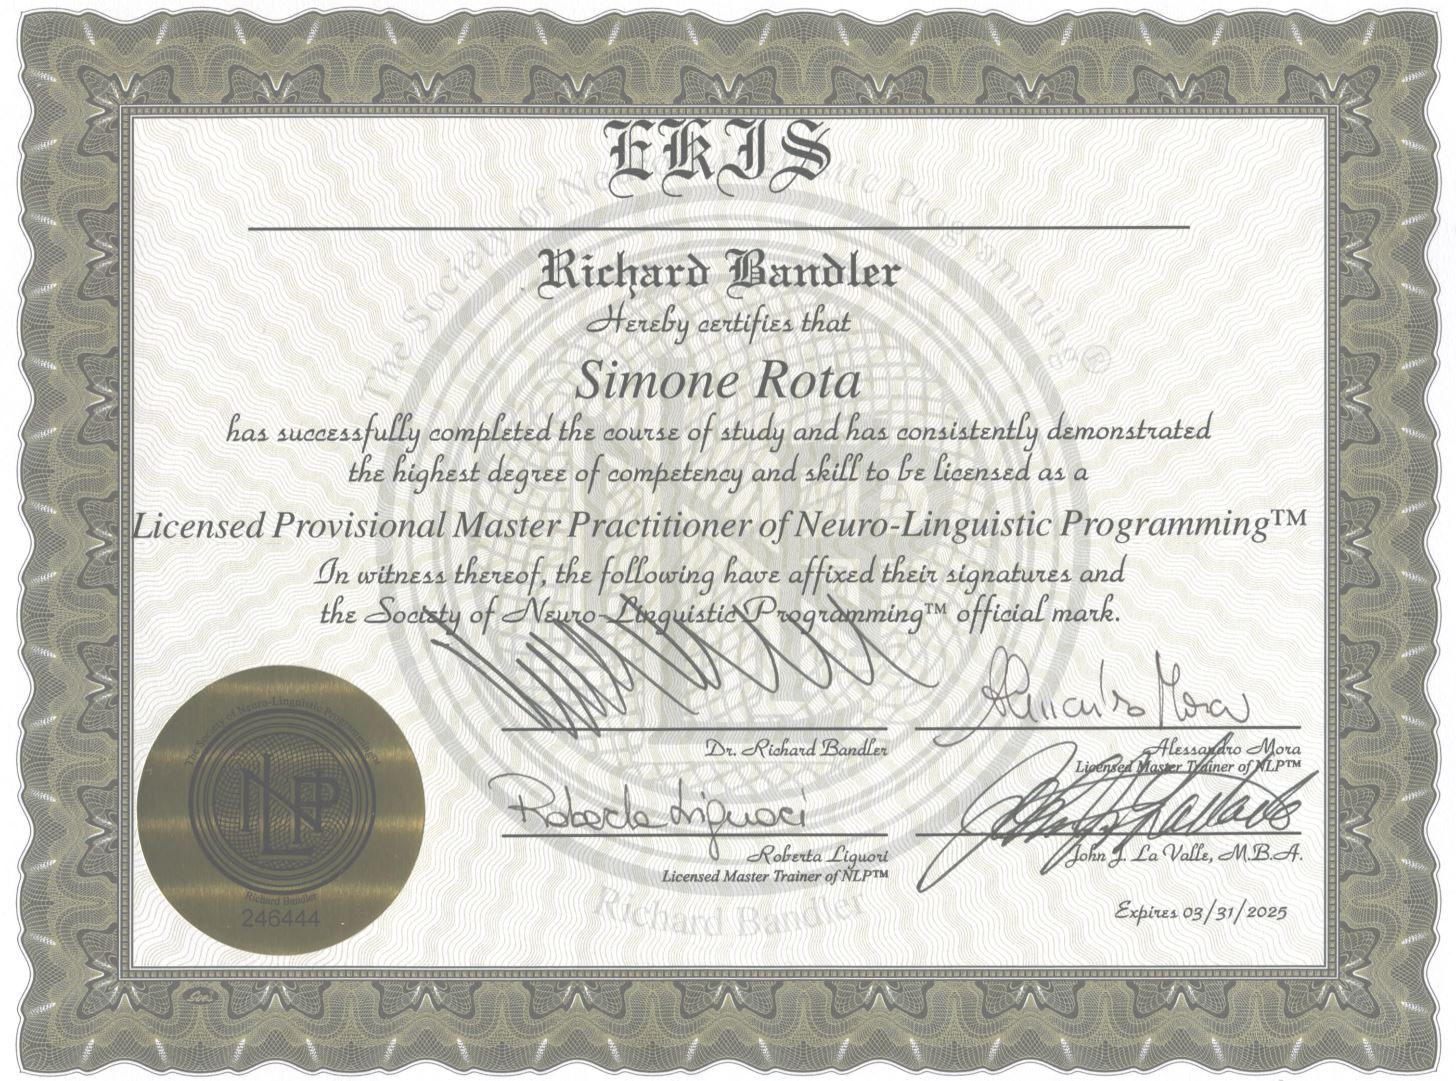 EKIS
The Society of Neuro-Linguistic Programming®
Richard Bandler
Hereby certifies that
Simone Rota
has successfully completed the course of study and has consistently demonstrated
the highest degree of competency and skill to be licensed as a
Licensed Provisional Master Practitioner of Neuro-Linguistic Programming™
In witness thereof, the following have affixed their signatures and
the Society of Neuro-Linguistic Programming™ official mark.
Alessandro Mora
Dr. Richard Bandler
Alessandro Mora
Licensed Master Trainer of NLP™
Roberta Liguori
Roberta Liguori
Licensed Master Trainer of NLP™
John J. La Valle, M.B.A.
Expires 03/31/2025
The Society of Neuro-Linguistic Programming
NLP
Richard Bandler
246444
Richard Bandler